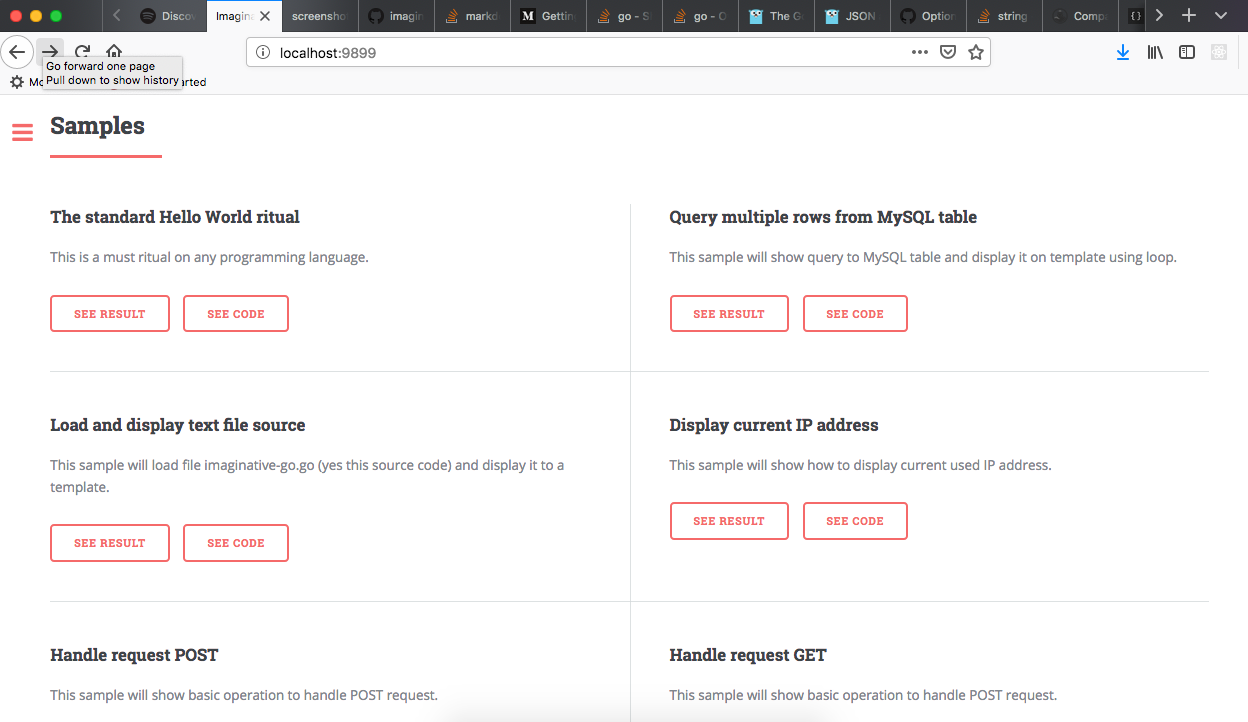 Disco
Imagina
screensho
imagin
markd
M Gettin
go - S
go - O
The G
JSON
Option
string
Comp
{}
localhost:9899
Go forward one page
Pull down to show history
Mo
arted
Samples
The standard Hello World ritual
This is a must ritual on any programming language.
SEE RESULT SEE CODE
Query multiple rows from MySQL table
This sample will show query to MySQL table and display it on template using loop.
SEE RESULT SEE CODE
Load and display text file source
This sample will load file imaginative-go.go (yes this source code) and display it to a
template.
SEE RESULT SEE CODE
Display current IP address
This sample will show how to display current used IP address.
SEE RESULT SEE CODE
Handle request POST
This sample will show basic operation to handle POST request.
Handle request GET
This sample will show basic operation to handle POST request.